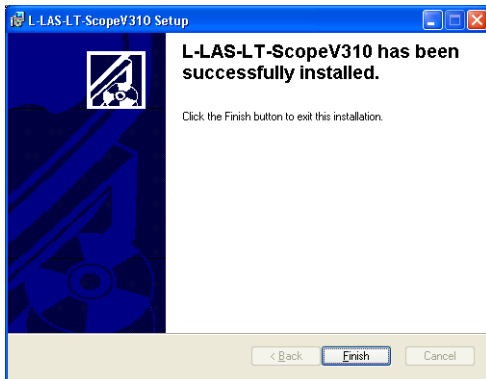 L-LAS-LT-ScopeV310 Setup
L-LAS-LT-ScopeV310 has been
successfully installed.
Click the Finish button to exit this installation.
< Back
Finish
Cancel